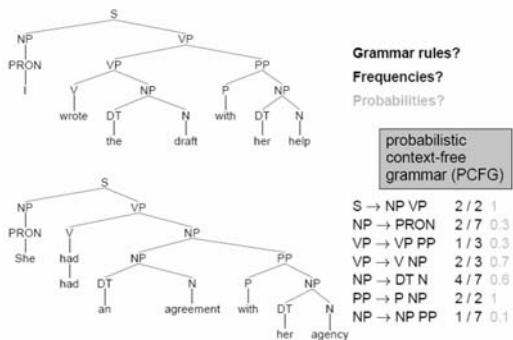 S
NP VP
PRON VP PP
I V NP P NP
wrote DT N with DT N
the draft her help
Grammar rules?
Frequencies?
Probabilities?
probabilistic
context-free
grammar (PCFG)
S
NP VP
PRON V NP
She had NP PP
had DT N P NP
an agreement with DT N
her agency
S → NP VP 2 / 2 1
NP → PRON 2 / 7 0.3
VP → VP PP 1 / 3 0.3
VP → V NP 2 / 3 0.7
NP → DT N 4 / 7 0.6
PP → P NP 2 / 2 1
NP → NP PP 1 / 7 0.1